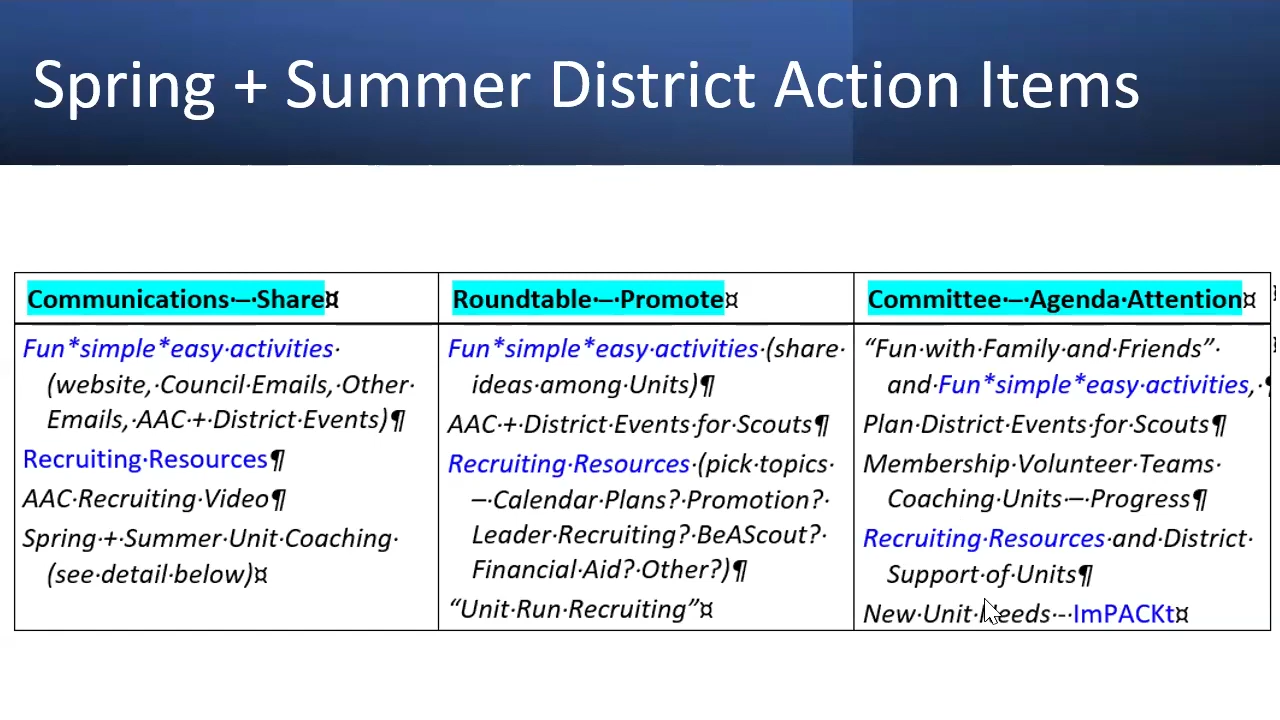 Spring + Summer District Action Items
Communications·–·Share¤
Fun*simple*easy·activities·
(website,·Council·Emails,·Other·
Emails,·AAC·+·District·Events)¶
Recruiting·Resources¶
AAC·Recruiting·Video¶
Spring·+·Summer·Unit·Coaching·
(see·detail·below)¤
Roundtable·–·Promote¤
Fun*simple*easy·activities·(share·
ideas·among·Units)¶
AAC·+·District·Events·for·Scouts¶
Recruiting·Resources·(pick·topics·
–·Calendar·Plans?·Promotion?·
Leader·Recruiting?·BeAScout?·
Financial·Aid?·Other?)¶
“Unit·Run·Recruiting”¤
Committee·–·Agenda·Attention¤
“Fun·with·Family·and·Friends”·
and·Fun*simple*easy·activities,·¶
Plan·District·Events·for·Scouts¶
Membership·Volunteer·Teams·
Coaching·Units·–·Progress¶
Recruiting·Resources·and·District·
Support·of·Units¶
New·Unit·Needs·-·ImPACKt¤